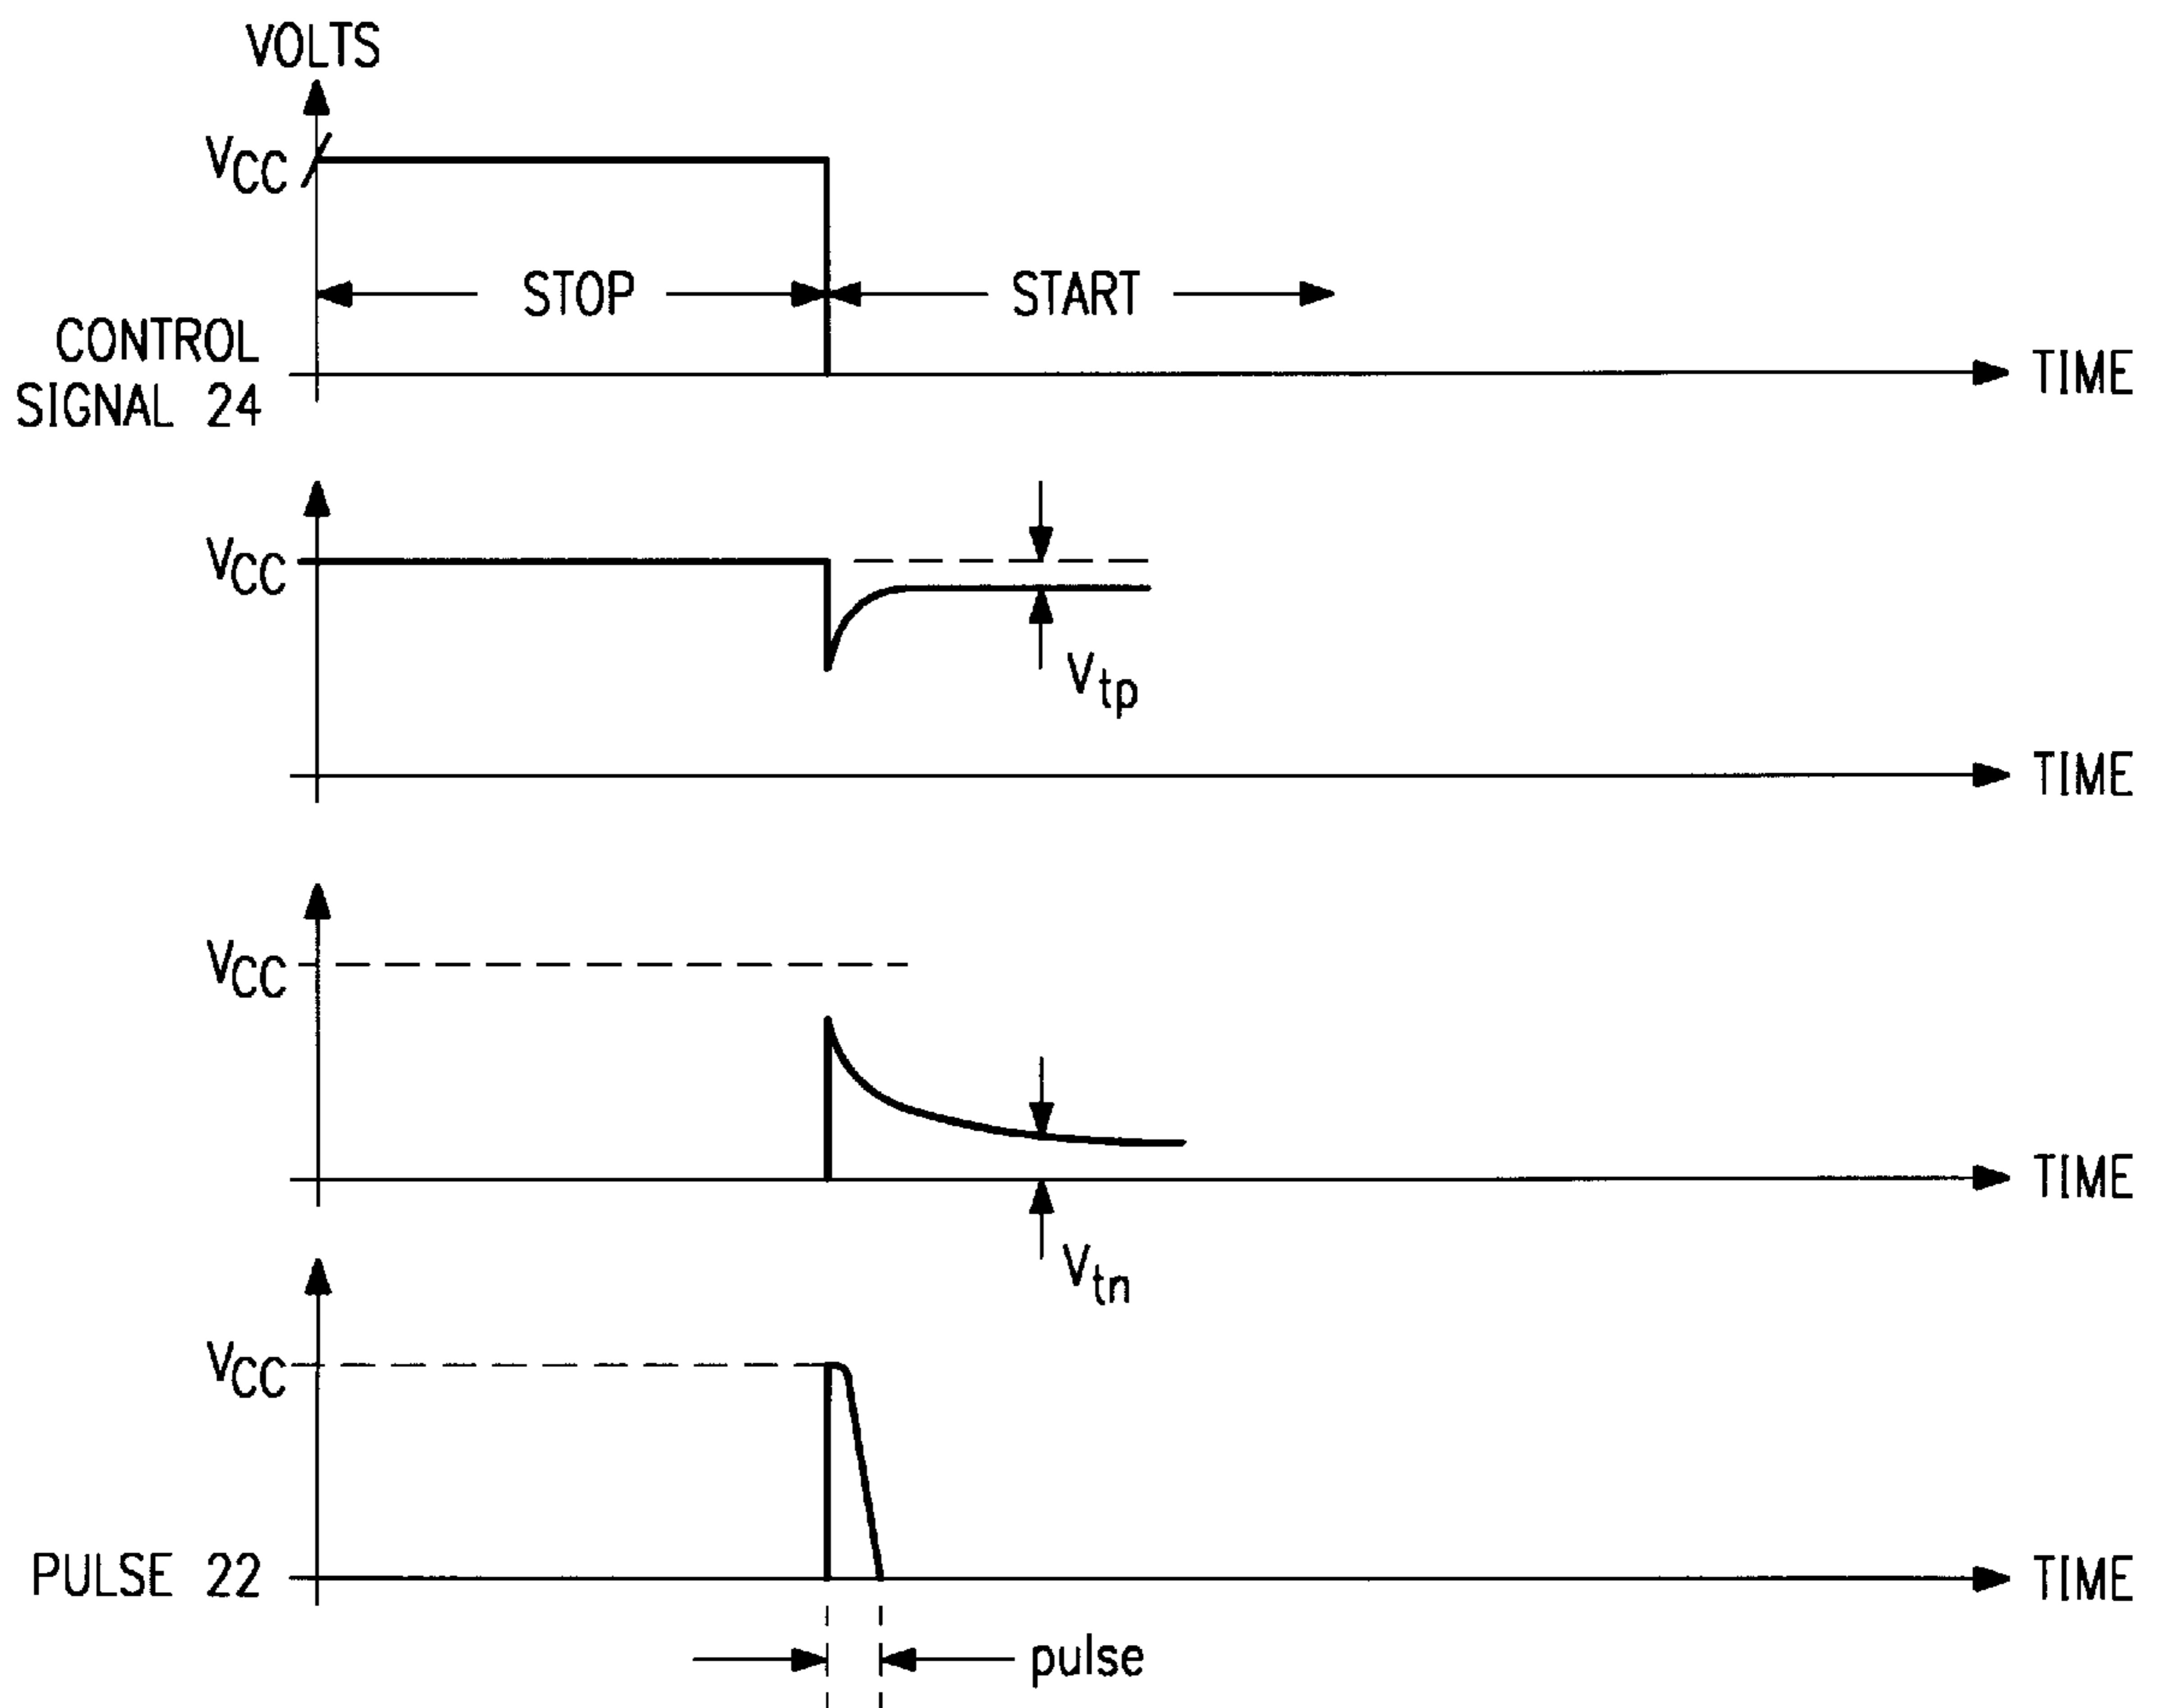 VOLTS
VCC
STOP
START
CONTROL
SIGNAL 24
TIME
VCC
Vtp
TIME
VCC
TIME
Vtn
VCC
PULSE 22
TIME
pulse